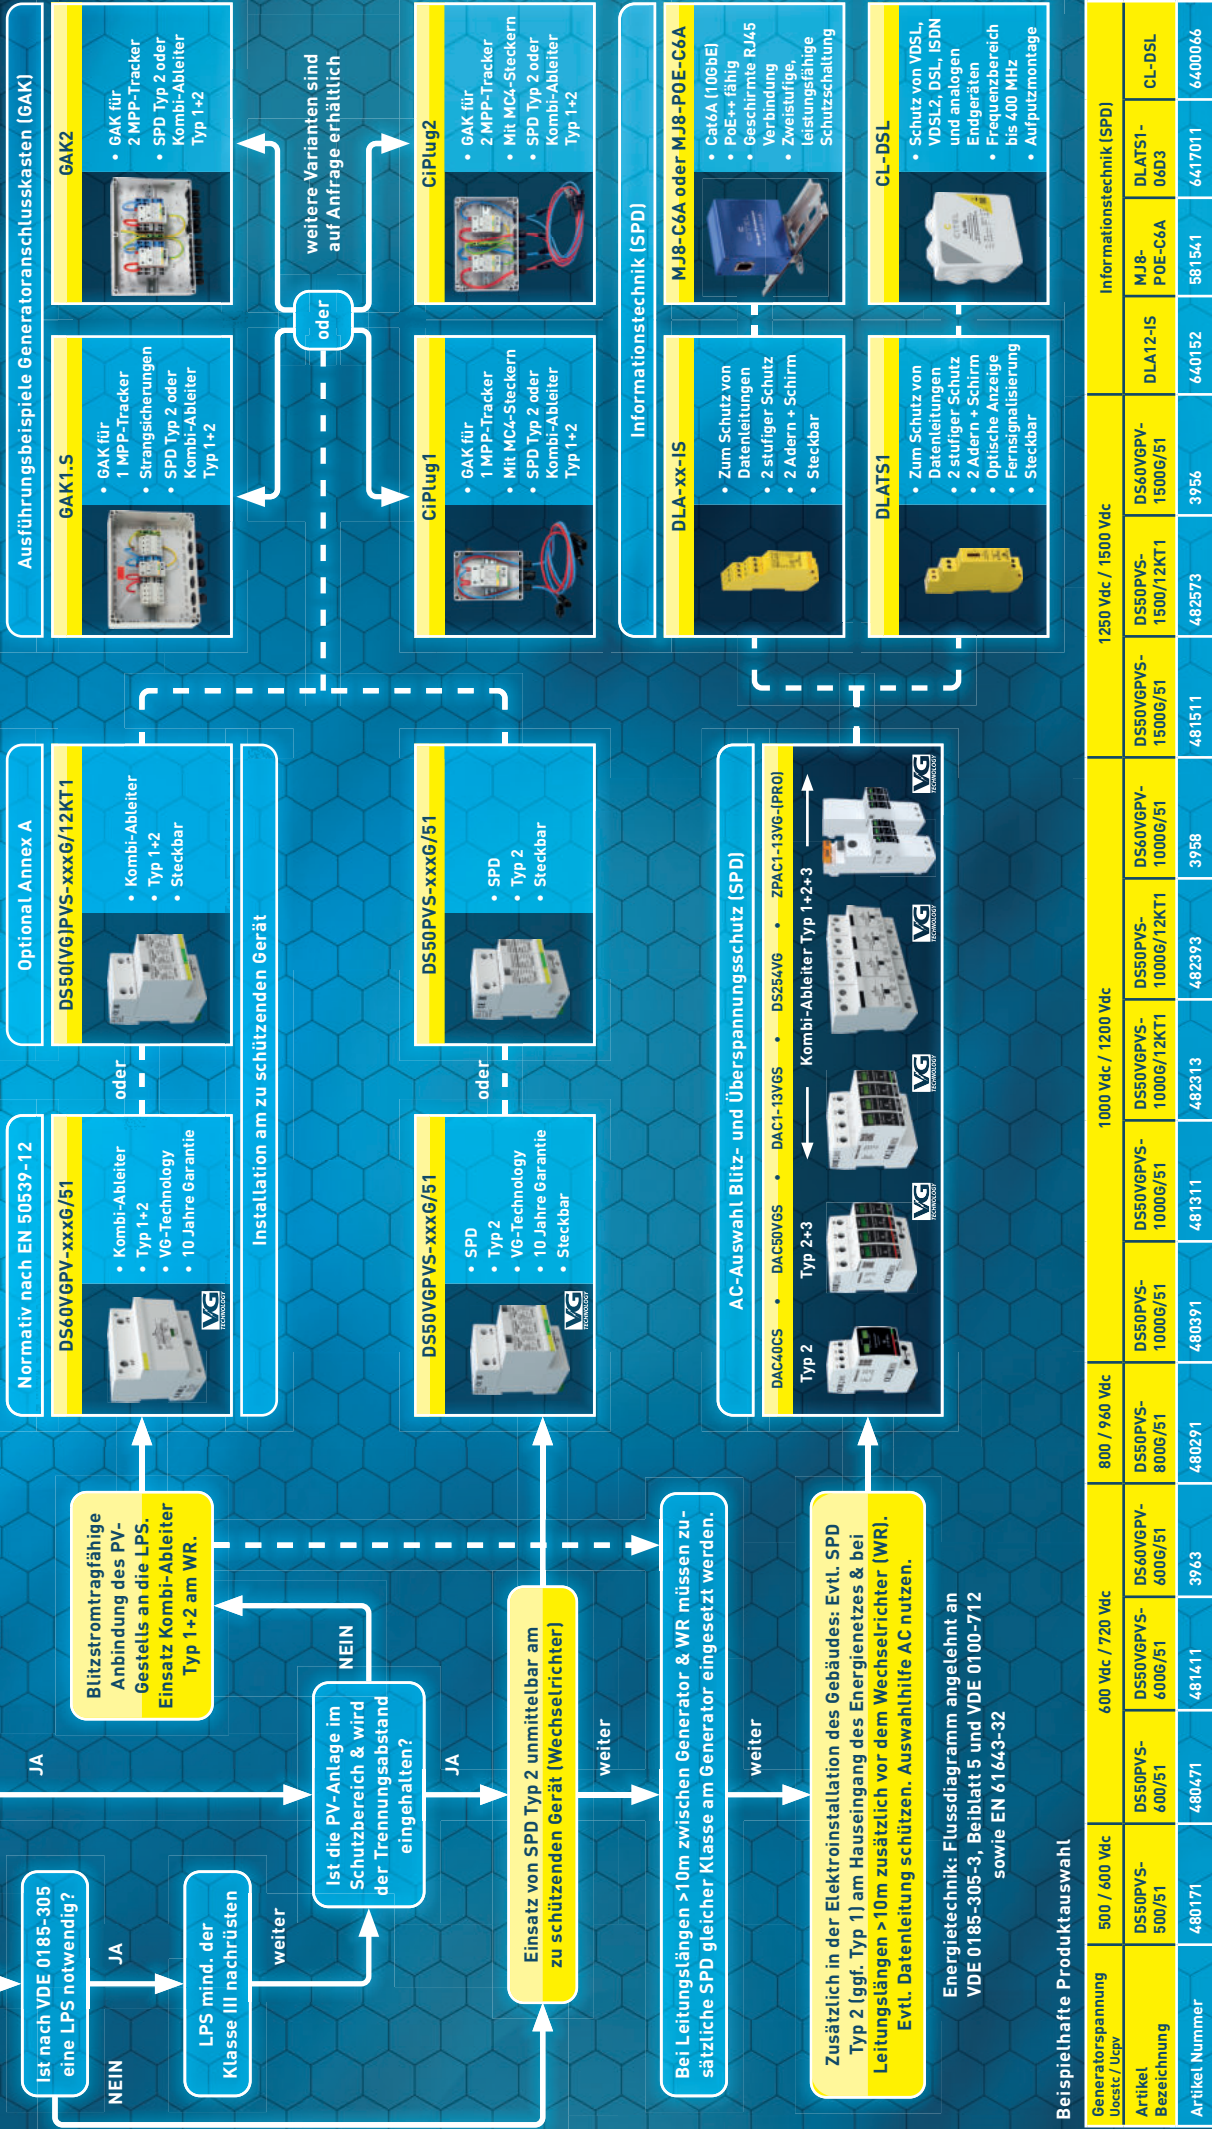 JA
Ist nach VDE 0185-305
eine LPS notwendig?
NEIN
JA
LPS mind. der
Klasse III nachrüsten
weiter
Ist die PV-Anlage im
Schutzbereich & wird
der Trennungsabstand
eingehalten?
NEIN
JA
Blitzstromtragfähige
Anbindung des PV-
Gestells an die LPS.
Einsatz Kombi-Ableiter
Typ 1+2 am WR.
Einsatz von SPD Typ 2 unmittelbar am
zu schützenden Gerät (Wechselrichter)
weiter
Bei Leitungslängen >10m zwischen Generator & WR müssen zu-
sätzliche SPD gleicher Klasse am Generator eingesetzt werden.
weiter
Zusätzlich in der Elektroinstallation des Gebäudes: Evtl. SPD
Typ 2 (ggf. Typ 1) am Hauseingang des Energienetzes & bei
Leitungslängen >10m zusätzlich vor dem Wechselrichter (WR).
Evtl. Datenleitung schützen. Auswahlhilfe AC nutzen.
Energietechnik: Flussdiagramm angelehnt an
VDE 0185-305-3, Beiblatt 5 und VDE 0100-712
sowie EN 61643-32
Normativ nach EN 50539-12
DS60VGPV-xxxG/51
• Kombi-Ableiter
• Typ 1+2
• VG-Technology
• 10 Jahre Garantie
VG
TECHNOLOGY
oder
Optional Annex A
DS50(VG)PVS-xxxG/12KT1
• Kombi-Ableiter
• Typ 1+2
• Steckbar
Installation am zu schützenden Gerät
DS50VGPVS-xxxG/51
• SPD
• Typ 2
• VG-Technology
• 10 Jahre Garantie
• Steckbar
VG
TECHNOLOGY
oder
DS50PVS-xxxG/51
• SPD
• Typ 2
• Steckbar
AC-Auswahl Blitz- und Überspannungsschutz (SPD)
DAC40CS • DAC50VGS • DAC1-13VGS • DS254VG • ZPAC1-13VG-(PRO)
Typ 2
Typ 2+3
Kombi-Ableiter Typ 1+2+3
VG
TECHNOLOGY
VG
TECHNOLOGY
VG
TECHNOLOGY
VG
TECHNOLOGY
Ausführungsbeispiele Generatoranschlusskasten (GAK)
GAK1.S
• GAK für
1 MPP-Tracker
• Strangsicherungen
• SPD Typ 2 oder
Kombi-Ableiter
Typ 1+2
GAK2
• GAK für
2 MPP-Tracker
• SPD Typ 2 oder
Kombi-Ableiter
Typ 1+2
oder
weitere Varianten sind
auf Anfrage erhältlich
CiPlug1
• GAK für
1 MPP-Tracker
• Mit MC4-Steckern
• SPD Typ 2 oder
Kombi-Ableiter
Typ 1+2
CiPlug2
• GAK für
2 MPP-Tracker
• Mit MC4-Steckern
• SPD Typ 2 oder
Kombi-Ableiter
Typ 1+2
Informationstechnik (SPD)
DLA-xx-IS
• Zum Schutz von
Datenleitungen
• 2 stufiger Schutz
• 2 Adern + Schirm
• Steckbar
MJ8-C6A oder MJ8-POE-C6A
• Cat6A (10GbE)
• PoE++ fähig
• Geschirmte RJ45
Verbindung
• Zweistufige,
leistungsfähige
Schutzschaltung
DLATS1
• Zum Schutz von
Datenleitungen
• 2 stufiger Schutz
• 2 Adern + Schirm
• Optische Anzeige
• Fernsignalisierung
• Steckbar
CL-DSL
• Schutz von VDSL,
VDSL2, DSL, ISDN
und analogen
Endgeräten
• Frequenzbereich
bis 400 MHz
• Aufputzmontage
CITEL
Beispielhafte Produktauswahl
Generatorspannung
Uocstc / Ucpv
500 / 600 Vdc
600 Vdc / 720 Vdc
800 / 960 Vdc
1000 Vdc / 1200 Vdc
1250 Vdc / 1500 Vdc
Informationstechnik (SPD)
Artikel
Bezeichnung
DS50PVS-
500/51
DS50PVS-
600/51
DS50VGPVS-
600G/51
DS60VGPV-
600G/51
DS50PVS-
800G/51
DS50PVS-
1000G/51
DS50VGPVS-
1000G/51
DS50VGPVS-
1000G/12KT1
DS50PVS-
1000G/12KT1
DS60VGPV-
1000G/51
DS50VGPVS-
1500G/51
DS50PVS-
1500/12KT1
DS60VGPV-
1500G/51
DLA12-IS
MJ8-
POE-C6A
DLATS1-
06D3
CL-DSL
Artikel Nummer
480171
480471
481411
3963
480291
480391
481311
482313
482393
3958
481511
482573
3956
640152
581541
6417011
6400066